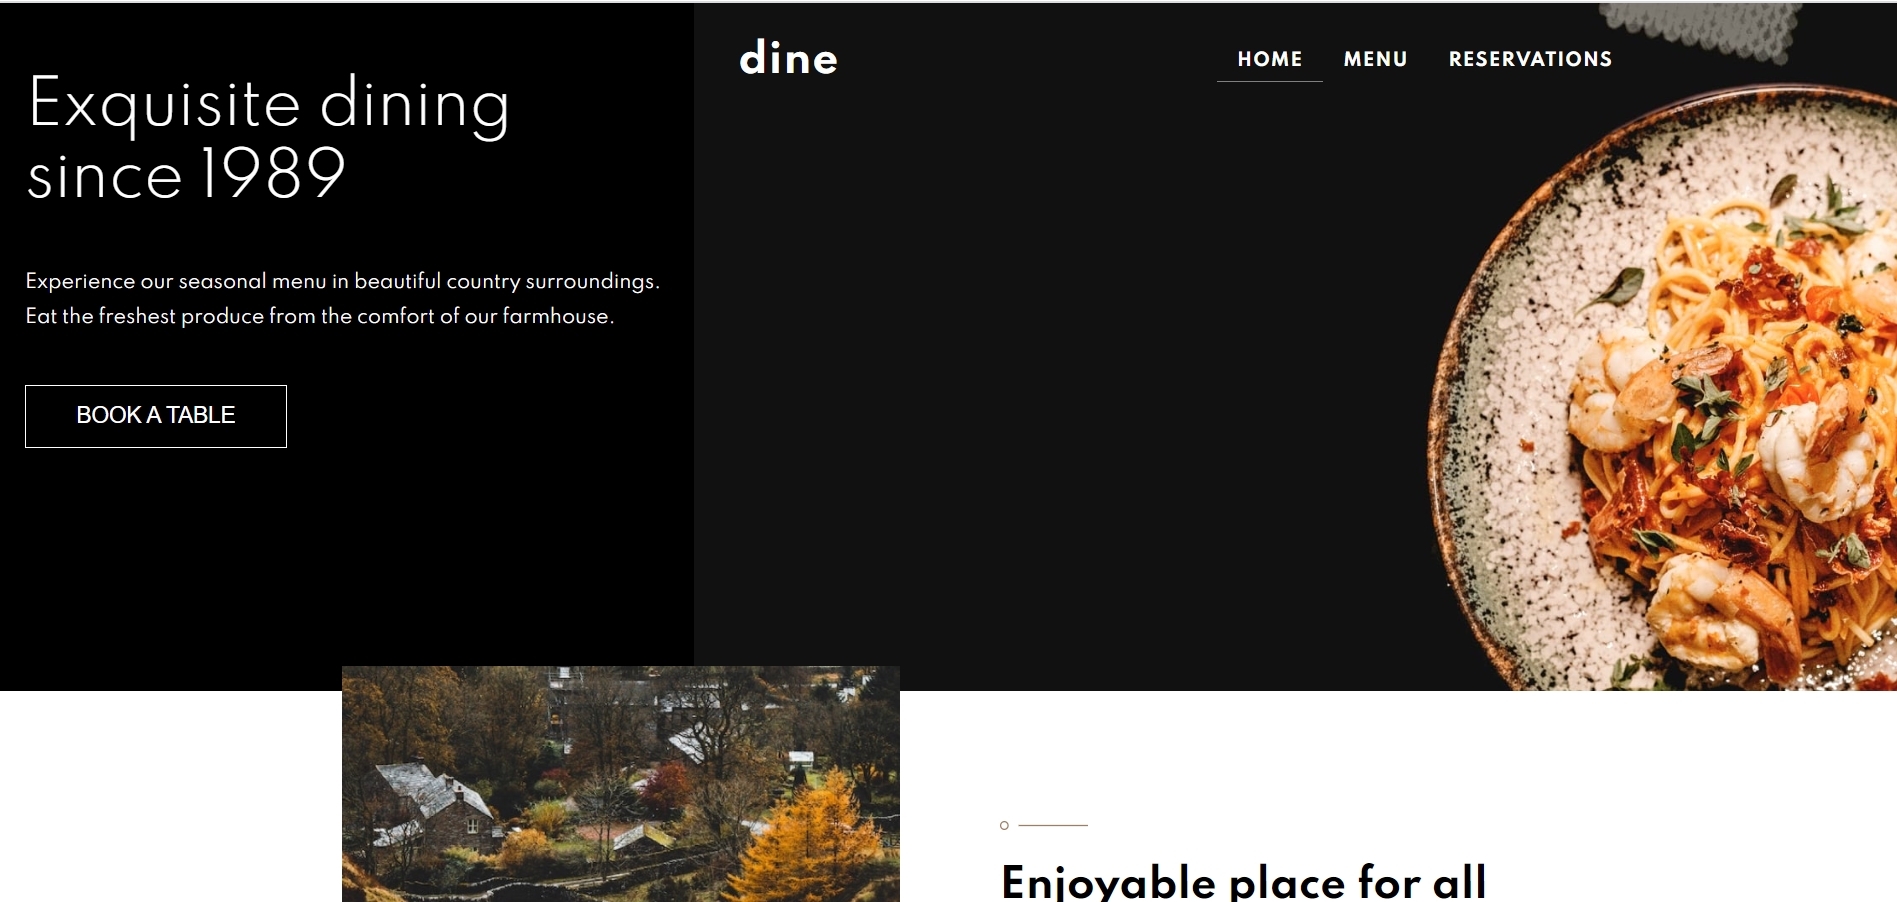 dine
HOME MENU RESERVATIONS
Exquisite dining
since 1989
Experience our seasonal menu in beautiful country surroundings.
Eat the freshest produce from the comfort of our farmhouse.
BOOK A TABLE
Enjoyable place for all